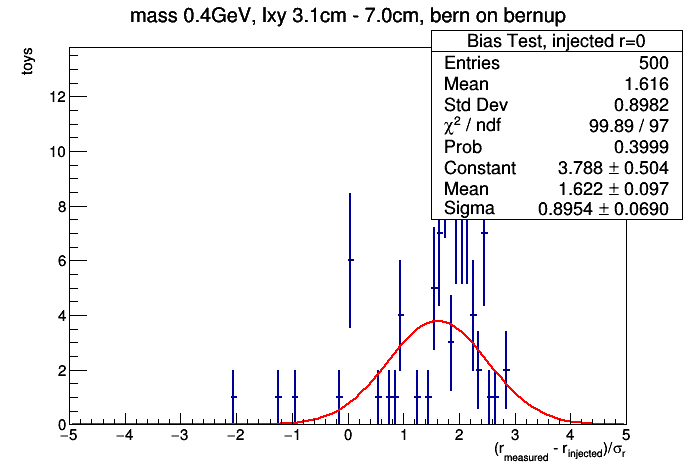 mass 0.4GeV, lxy 3.1cm - 7.0cm, bern on bernup
Bias Test, injected r=0
Entries 500
Mean 1.616
Std Dev 0.8982
χ² / ndf 99.89 / 97
Prob 0.3999
Constant 3.788 ± 0.504
Mean 1.622 ± 0.097
Sigma 0.8954 ± 0.0690
toys
12
10
8
6
4
2
0
−5 −4 −3 −2 −1 0 1 2 3 4 5
(r_measured - r_injected)/σ_r